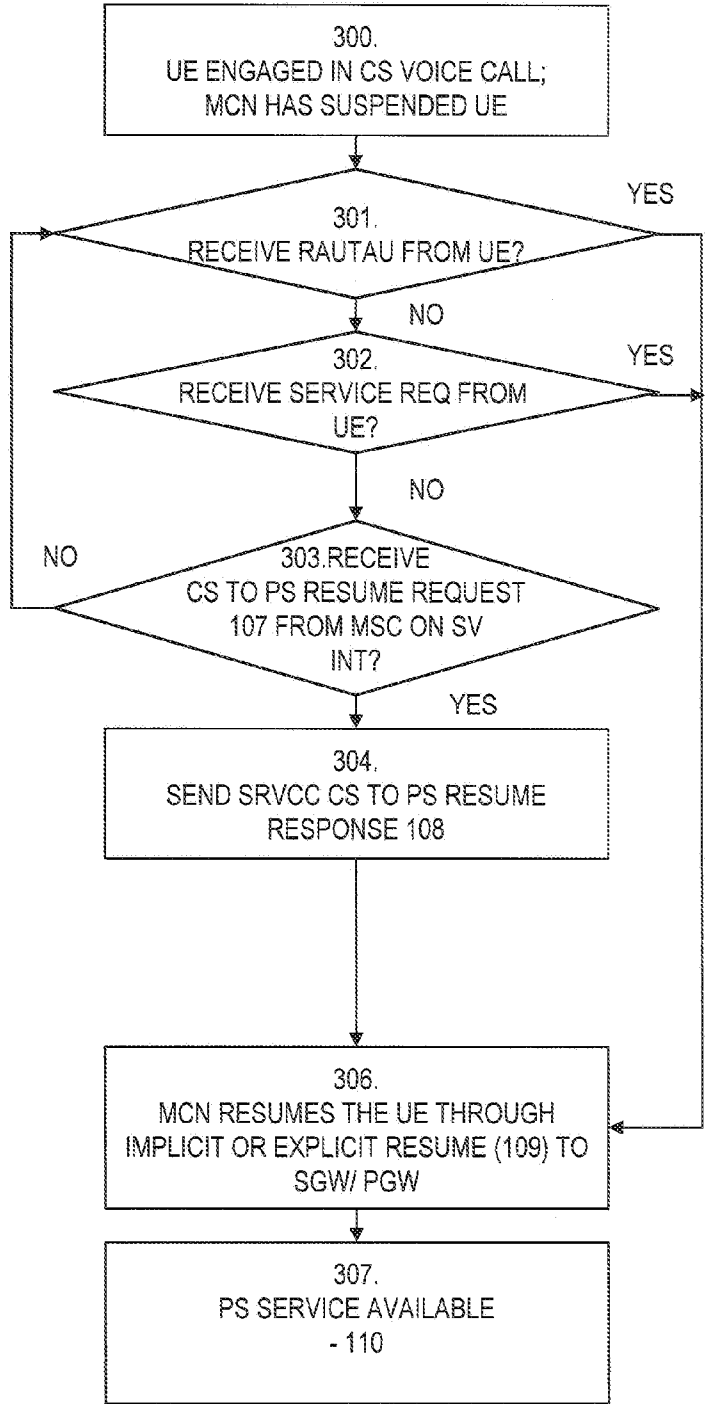 300.
UE ENGAGED IN CS VOICE CALL;
MCN HAS SUSPENDED UE
YES
301.
RECEIVE RAUTAU FROM UE?
NO
302.
RECEIVE SERVICE REQ FROM
UE?
YES
NO
NO
303.RECEIVE
CS TO PS RESUME REQUEST
107 FROM MSC ON SV
INT?
YES
304.
SEND SRVCC CS TO PS RESUME
RESPONSE 108
306.
MCN RESUMES THE UE THROUGH
IMPLICIT OR EXPLICIT RESUME (109) TO
SGW/ PGW
307.
PS SERVICE AVAILABLE
- 110